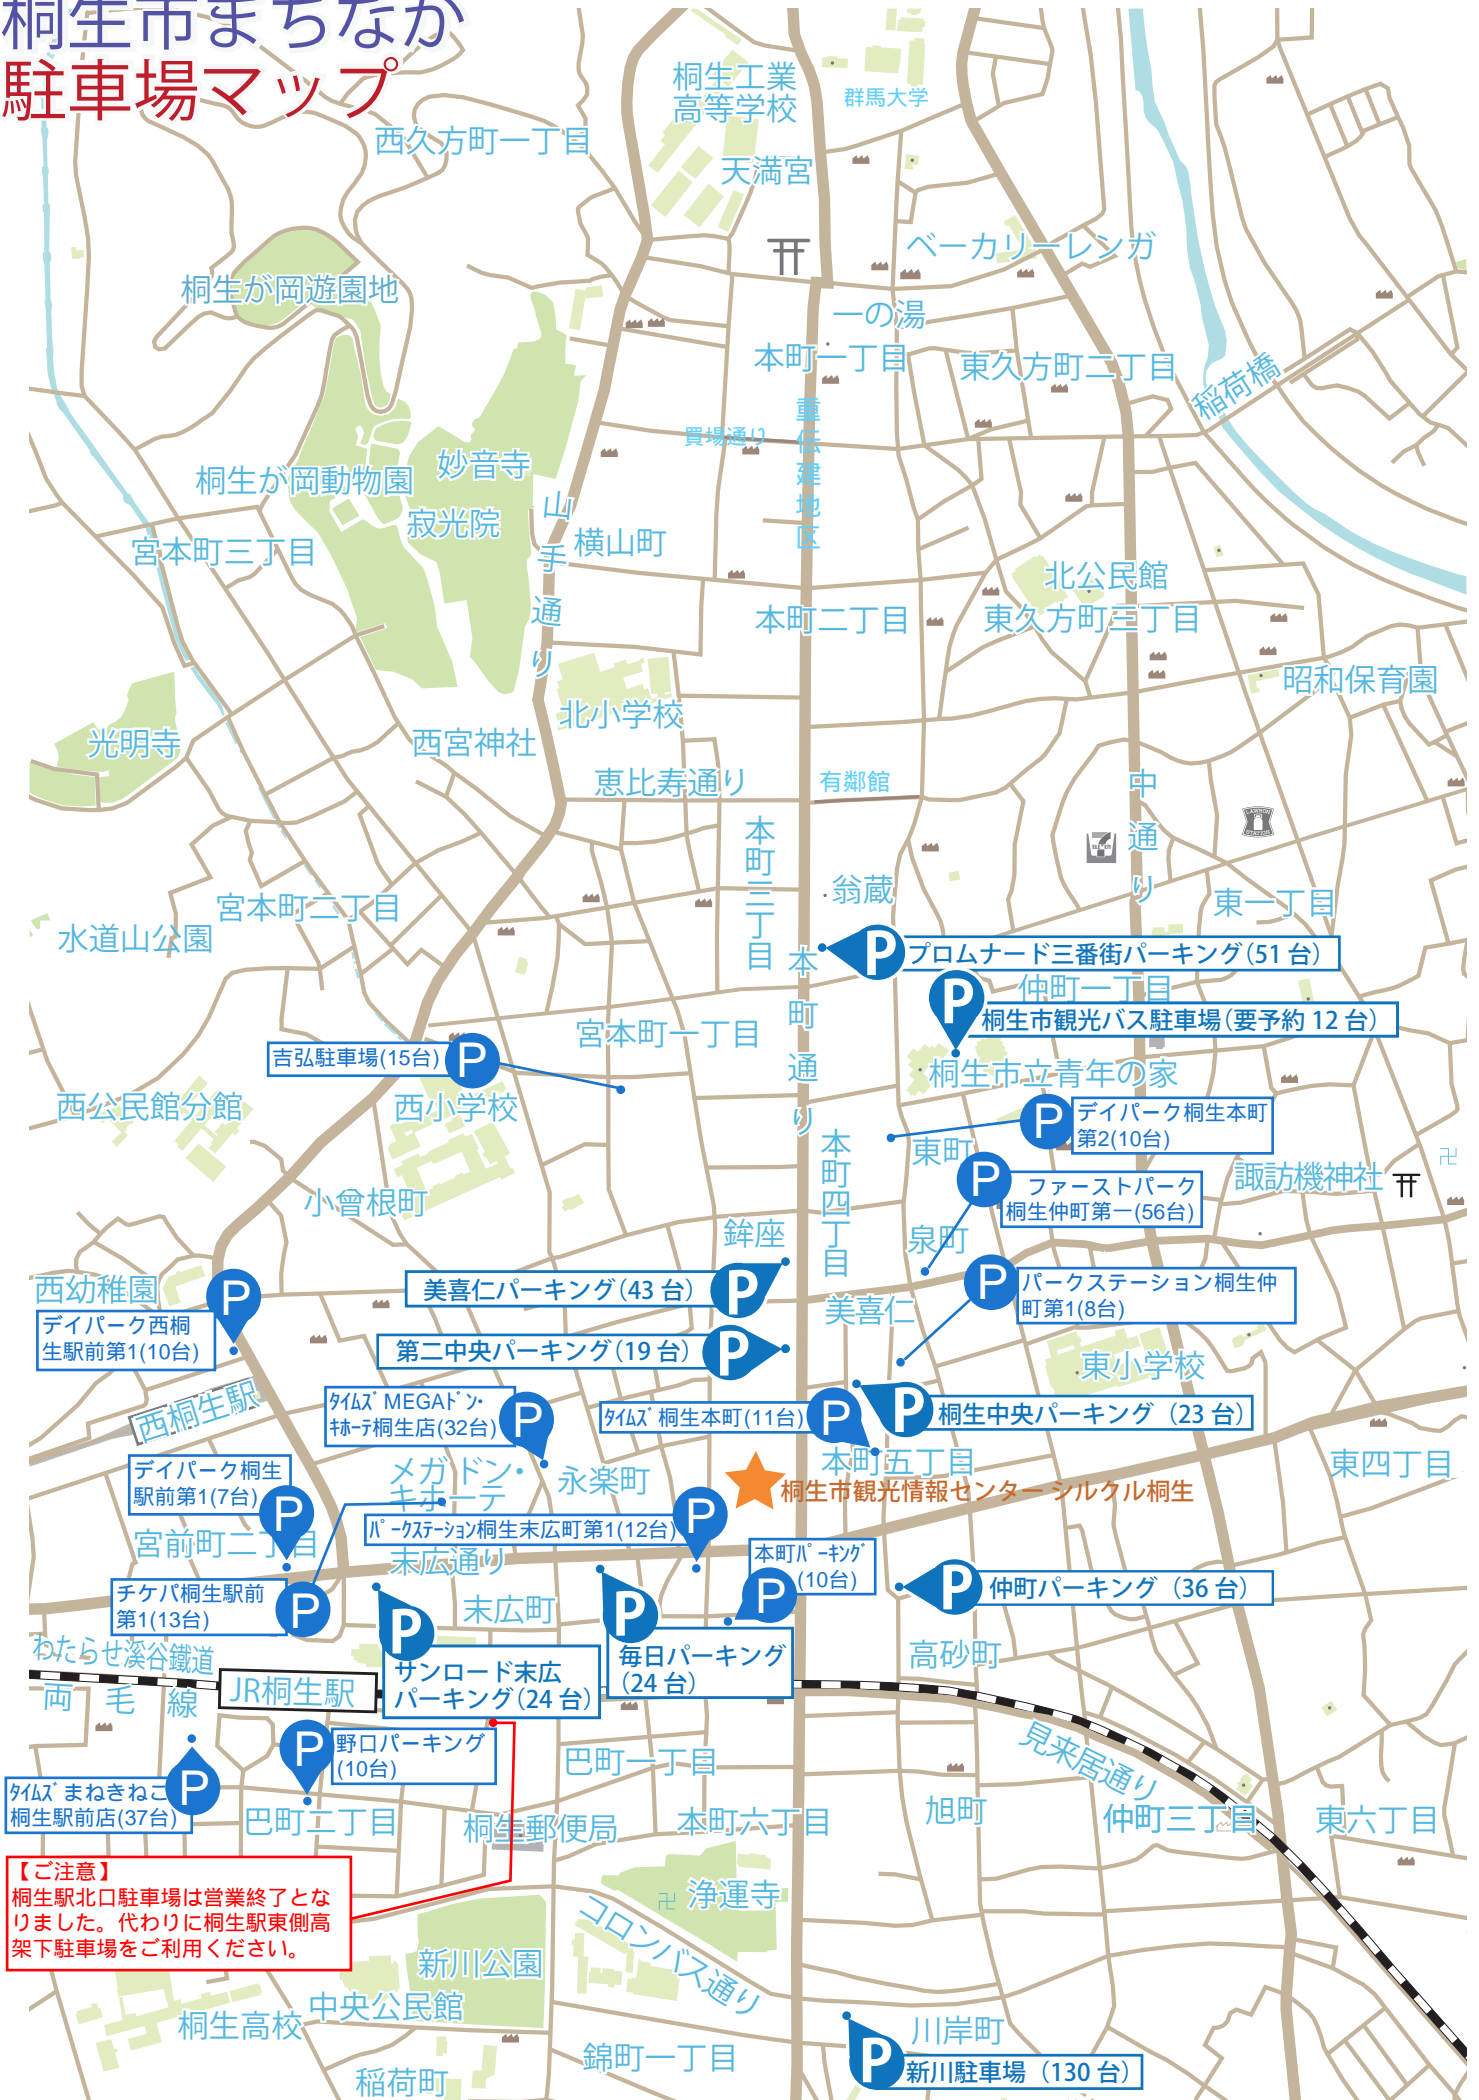 桐生市まちなか
駐車場マップ
桐生工業
高等学校
群馬大学
西久方町一丁目
天満宮
ベーカリーレンガ
桐生が岡遊園地
一の湯
本町一丁目
東久方町二丁目
稲荷橋
重伝建地区
買場通り
桐生が岡動物園
妙音寺
寂光院
山手通り
横山町
宮本町三丁目
北公民館
本町二丁目
東久方町三丁目
昭和保育園
北小学校
光明寺
西宮神社
恵比寿通り
有鄰館
中通り
本町三丁目
翁蔵
東一丁目
宮本町二丁目
水道山公園
P
プロムナード三番街パーキング(51 台)
本町通り
仲町一丁目
P
桐生市観光バス駐車場(要予約 12 台)
宮本町一丁目
吉弘駐車場(15台)
P
桐生市立青年の家
西公民館分館
西小学校
P
デイパーク桐生本町
第2(10台)
本町四丁目
東町
諏訪機神社
P
ファーストパーク
桐生仲町第一(56台)
小曾根町
鉾座
泉町
西幼稚園
P
美喜仁パーキング(43 台)
P
P
パークステーション桐生仲
町第1(8台)
美喜仁
デイパーク西桐
生駅前第1(10台)
第二中央パーキング(19 台)
P
東小学校
西桐生駅
ﾀｲﾑｽﾞMEGAﾄﾞﾝ･
ｷﾎｰﾃ桐生店(32台)
P
ﾀｲﾑｽﾞ桐生本町(11台)
P
P
桐生中央パーキング（23 台）
本町五丁目
東四丁目
デイパーク桐生
駅前第1(7台)
P
メガドン・
キホーテ
永楽町
桐生市観光情報センター シルクル桐生
宮前町二丁目
ﾊﾟｰｸｽﾃｰｼｮﾝ桐生末広町第1(12台)
P
末広通り
本町ﾊﾟｰｷﾝｸﾞ
(10台)
P
チケパ桐生駅前
第1(13台)
P
P
仲町パーキング（36 台）
末広町
P
サンロード末広
パーキング(24 台)
P
毎日パーキング
(24 台)
高砂町
わたらせ渓谷鐵道
両毛線
JR桐生駅
P
野口パーキング
(10台)
巴町一丁目
見来居通り
ﾀｲﾑｽﾞまねきねこ
桐生駅前店(37台)
P
巴町二丁目
桐生郵便局
本町六丁目
旭町
仲町三丁目
東六丁目
【ご注意】
桐生駅北口駐車場は営業終了とな
りました。代わりに桐生駅東側高
架下駐車場をご利用ください。
浄運寺
コロンバス通り
新川公園
中央公民館
桐生高校
川岸町
錦町一丁目
稲荷町
P
新川駐車場（130 台）